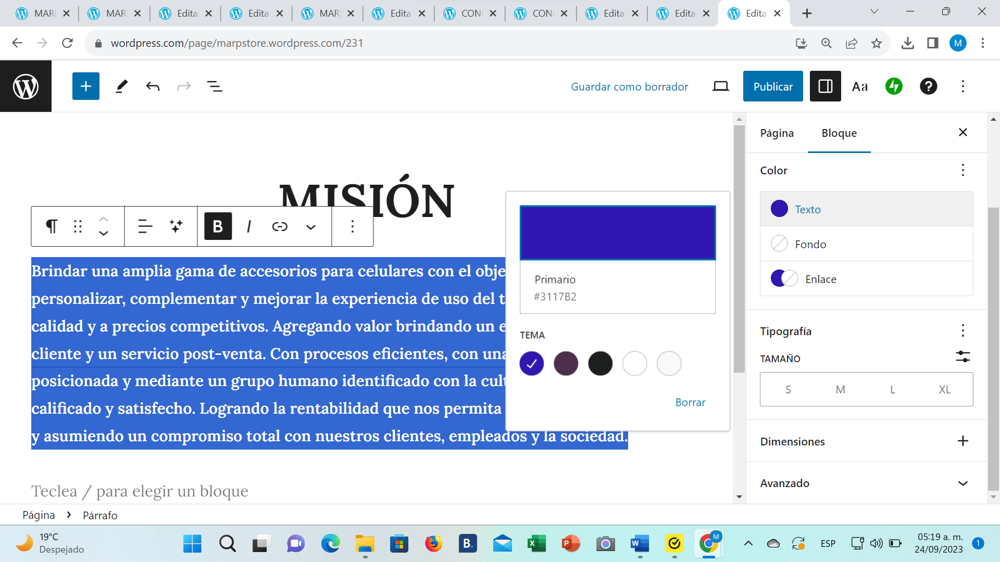 MARI
MARI
Edita
Edita
MARI
Edita
CON
CON
Edita
Edita
Edita
wordpress.com/page/marpstore.wordpress.com/231
M
Guardar como borrador
Publicar
Aa
Página
Bloque
Color
Texto
Fondo
Enlace
Tipografía
TAMAÑO
S M L XL
Dimensiones
Avanzado
MISIÓN
B I
Brindar una amplia gama de accesorios para celulares con el obje
personalizar, complementar y mejorar la experiencia de uso del t
calidad y a precios competitivos. Agregando valor brindando un e
cliente y un servicio post-venta. Con procesos eficientes, con una
posicionada y mediante un grupo humano identificado con la cult
calificado y satisfecho. Logrando la rentabilidad que nos permita
y asumiendo un compromiso total con nuestros clientes, empleados y la sociedad.
Primario
#3117B2
TEMA
Borrar
Teclea / para elegir un bloque
Página
Párrafo
19°C
Despejado
B.
M
ESP
05:19 a. m.
24/09/2023
1